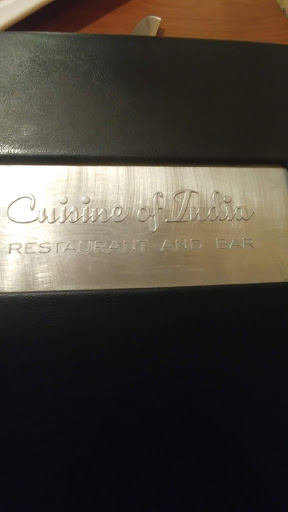 Cuisine of India
RESTAURANT AND BAR